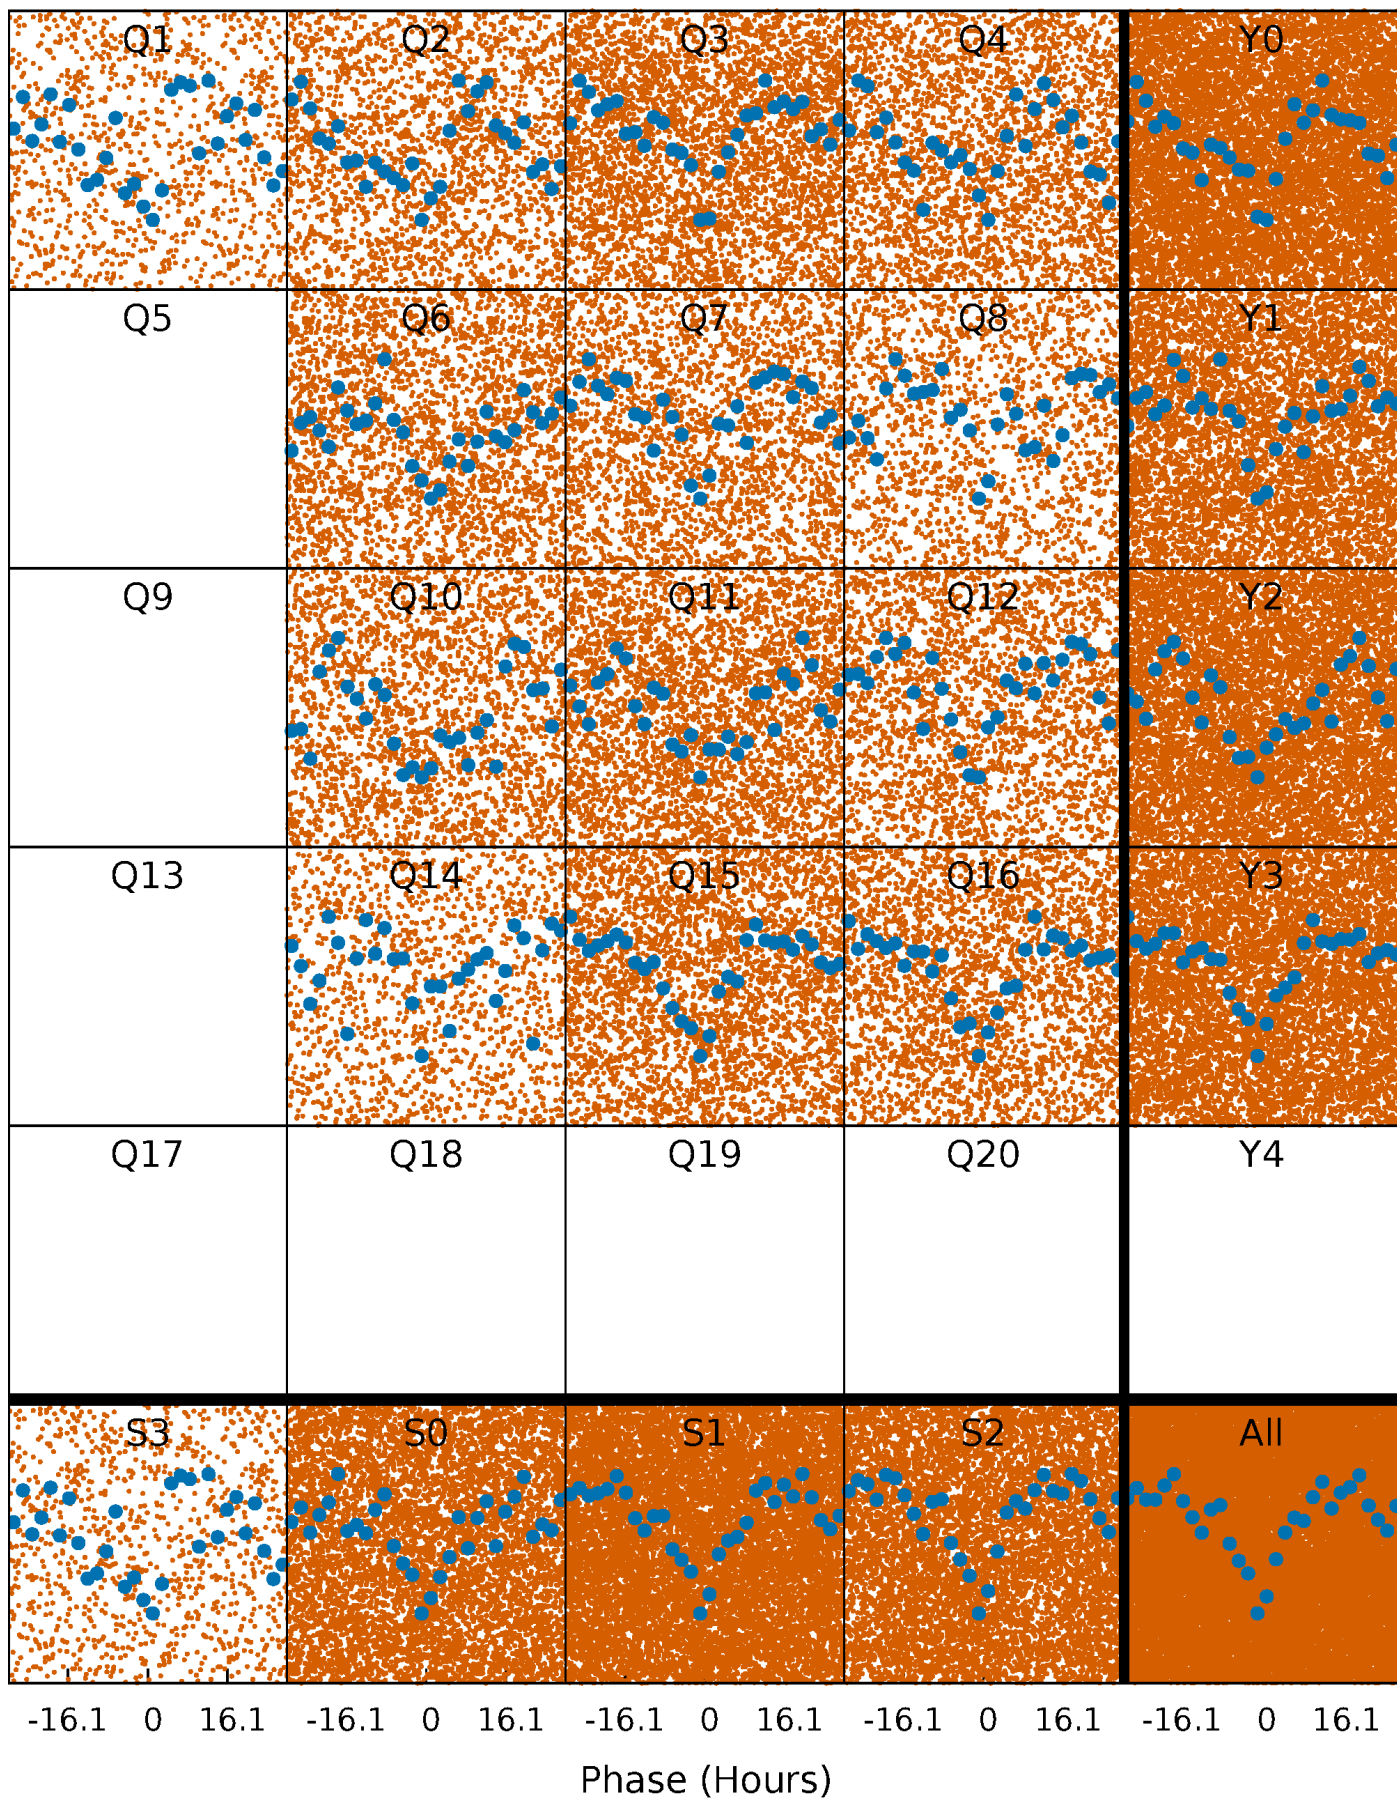 Q1 Q2 Q3 Q4 Y0
Q5 Q6 Q7 Q8 Y1
Q9 Q10 Q11 Q12 Y2
Q13 Q14 Q15 Q16 Y3
Q17 Q18 Q19 Q20 Y4
S3 S0 S1 S2 All
-16.1 0 16.1 -16.1 0 16.1 -16.1 0 16.1 -16.1 0 16.1 -16.1 0 16.1
Phase (Hours)